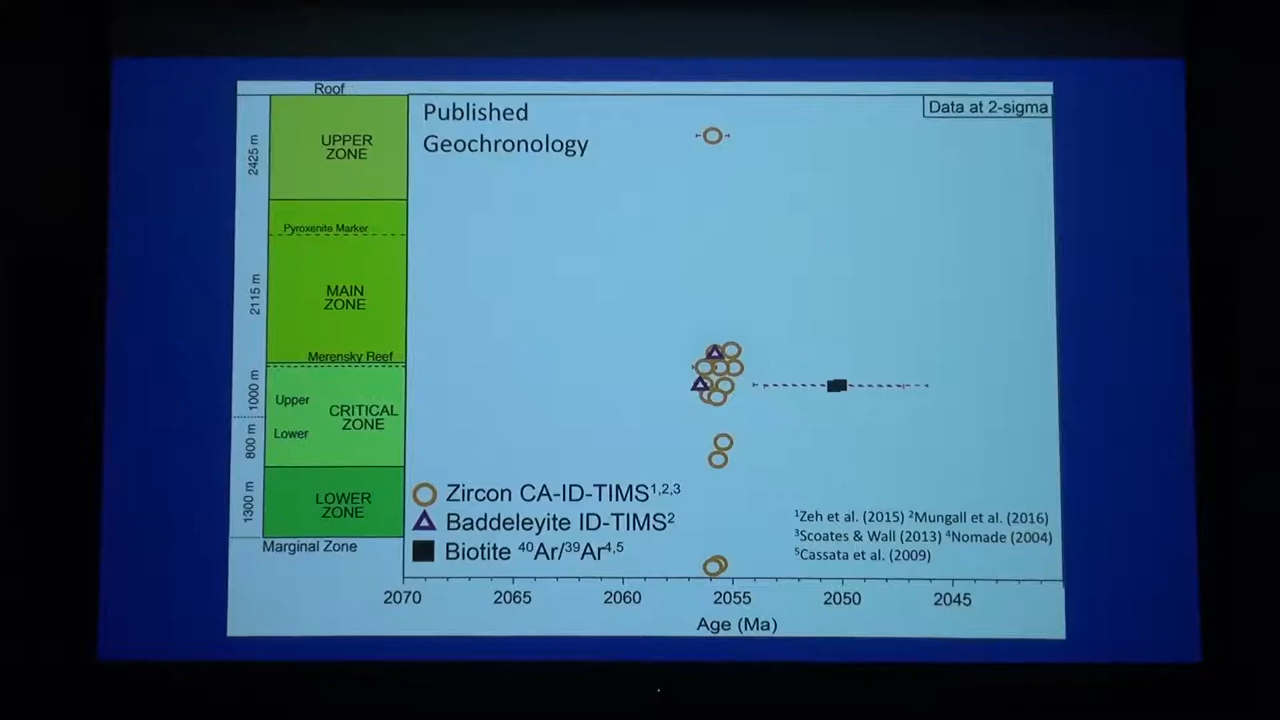 Roof
Published
Geochronology
Data at 2-sigma
2425 m
UPPER
ZONE
Pyroxenite Marker
2115 m
MAIN
ZONE
Merensky Reef
1000 m
Upper
CRITICAL
ZONE
800 m
Lower
1300 m
LOWER
ZONE
Marginal Zone
Zircon CA-ID-TIMS1,2,3
Baddeleyite ID-TIMS2
Biotite 40Ar/39Ar4,5
1Zeh et al. (2015) 2Mungall et al. (2016)
3Scoates & Wall (2013) 4Nomade (2004)
5Cassata et al. (2009)
2070 2065 2060 2055 2050 2045
Age (Ma)